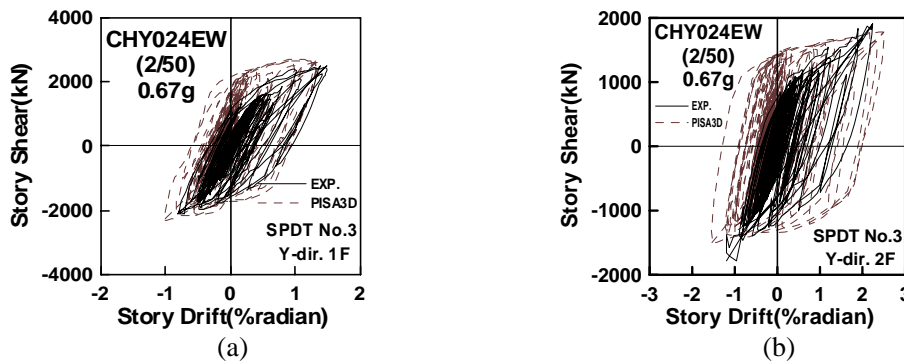 4000
2000
0
-2000
-4000
Story Shear(kN)
CHY024EW
(2/50)
0.67g
EXP.
PISA3D
SPDT No.3
Y-dir. 1F
-2 -1 0 1 2
Story Drift(%radian)
(a)
2000
1000
0
-1000
-2000
Story Shear(kN)
CHY024EW
(2/50)
0.67g
EXP.
PISA3D
SPDT No.3
Y-dir. 2F
-3 -2 -1 0 1 2 3
Story Drift(%radian)
(b)